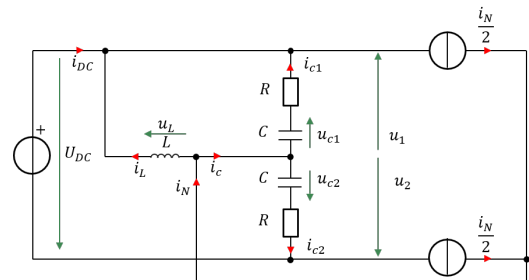 i_N
2
i_DC
i_c1
R
u_L
C
u_c1
u_1
+
U_DC
L
i_L
i_c
i_N
C
u_c2
u_2
R
i_N
2
i_c2